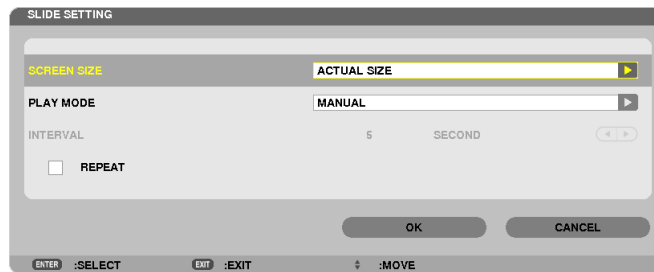 SLIDE SETTING
SCREEN SIZE ACTUAL SIZE
PLAY MODE MANUAL
INTERVAL 5 SECOND
REPEAT
OK CANCEL
ENTER :SELECT EXIT :EXIT :MOVE